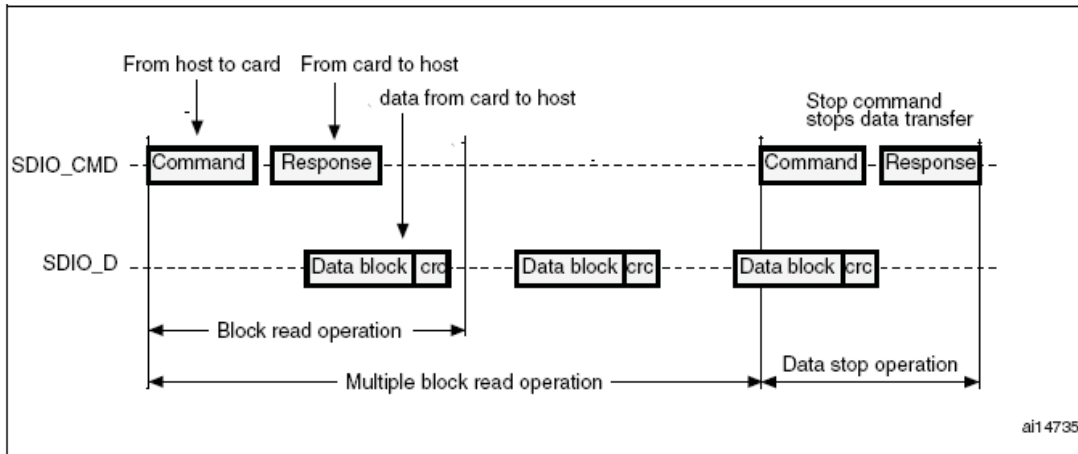 From host to card
From card to host
data from card to host
Stop command
stops data transfer
SDIO_CMD
Command
Response
Command
Response
SDIO_D
Data block
crc
Data block
crc
Data block
crc
Block read operation
Data stop operation
Multiple block read operation
ai14735